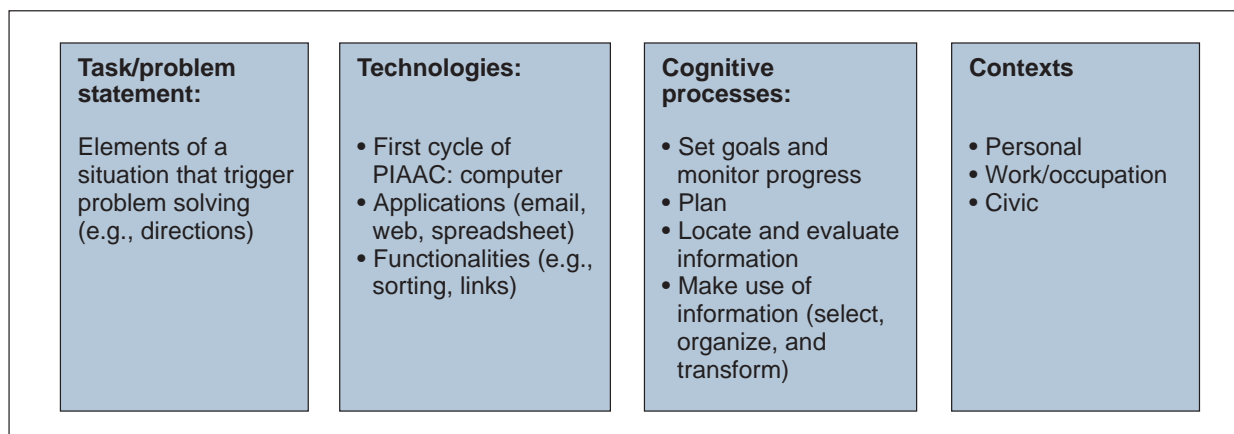 Task/problem
statement:
Elements of a
situation that trigger
problem solving
(e.g., directions)
Technologies:
• First cycle of
PIAAC: computer
• Applications (email,
web, spreadsheet)
• Functionalities (e.g.,
sorting, links)
Cognitive
processes:
• Set goals and
monitor progress
• Plan
• Locate and evaluate
information
• Make use of
information (select,
organize, and
transform)
Contexts
• Personal
• Work/occupation
• Civic